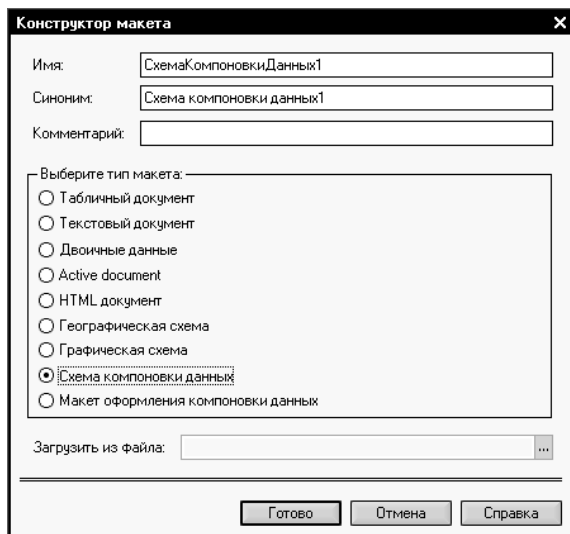 Конструктор макета
Имя: СхемаКомпоновкиДанных1
Синоним: Схема компоновки данных1
Комментарий:
Выберите тип макета:
Табличный документ
Текстовый документ
Двоичные данные
Active document
HTML документ
Географическая схема
Графическая схема
Схема компоновки данных
Макет оформления компоновки данных
Загрузить из файла: ...
Готово Отмена Справка